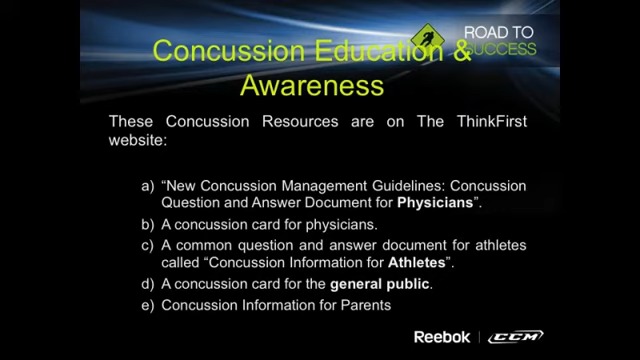 ROAD TO
SUCCESS
Concussion Education &
Awareness
These Concussion Resources are on The ThinkFirst
website:
a) “New Concussion Management Guidelines: Concussion
Question and Answer Document for Physicians”.
b) A concussion card for physicians.
c) A common question and answer document for athletes
called “Concussion Information for Athletes”.
d) A concussion card for the general public.
e) Concussion Information for Parents
Reebok | CCM